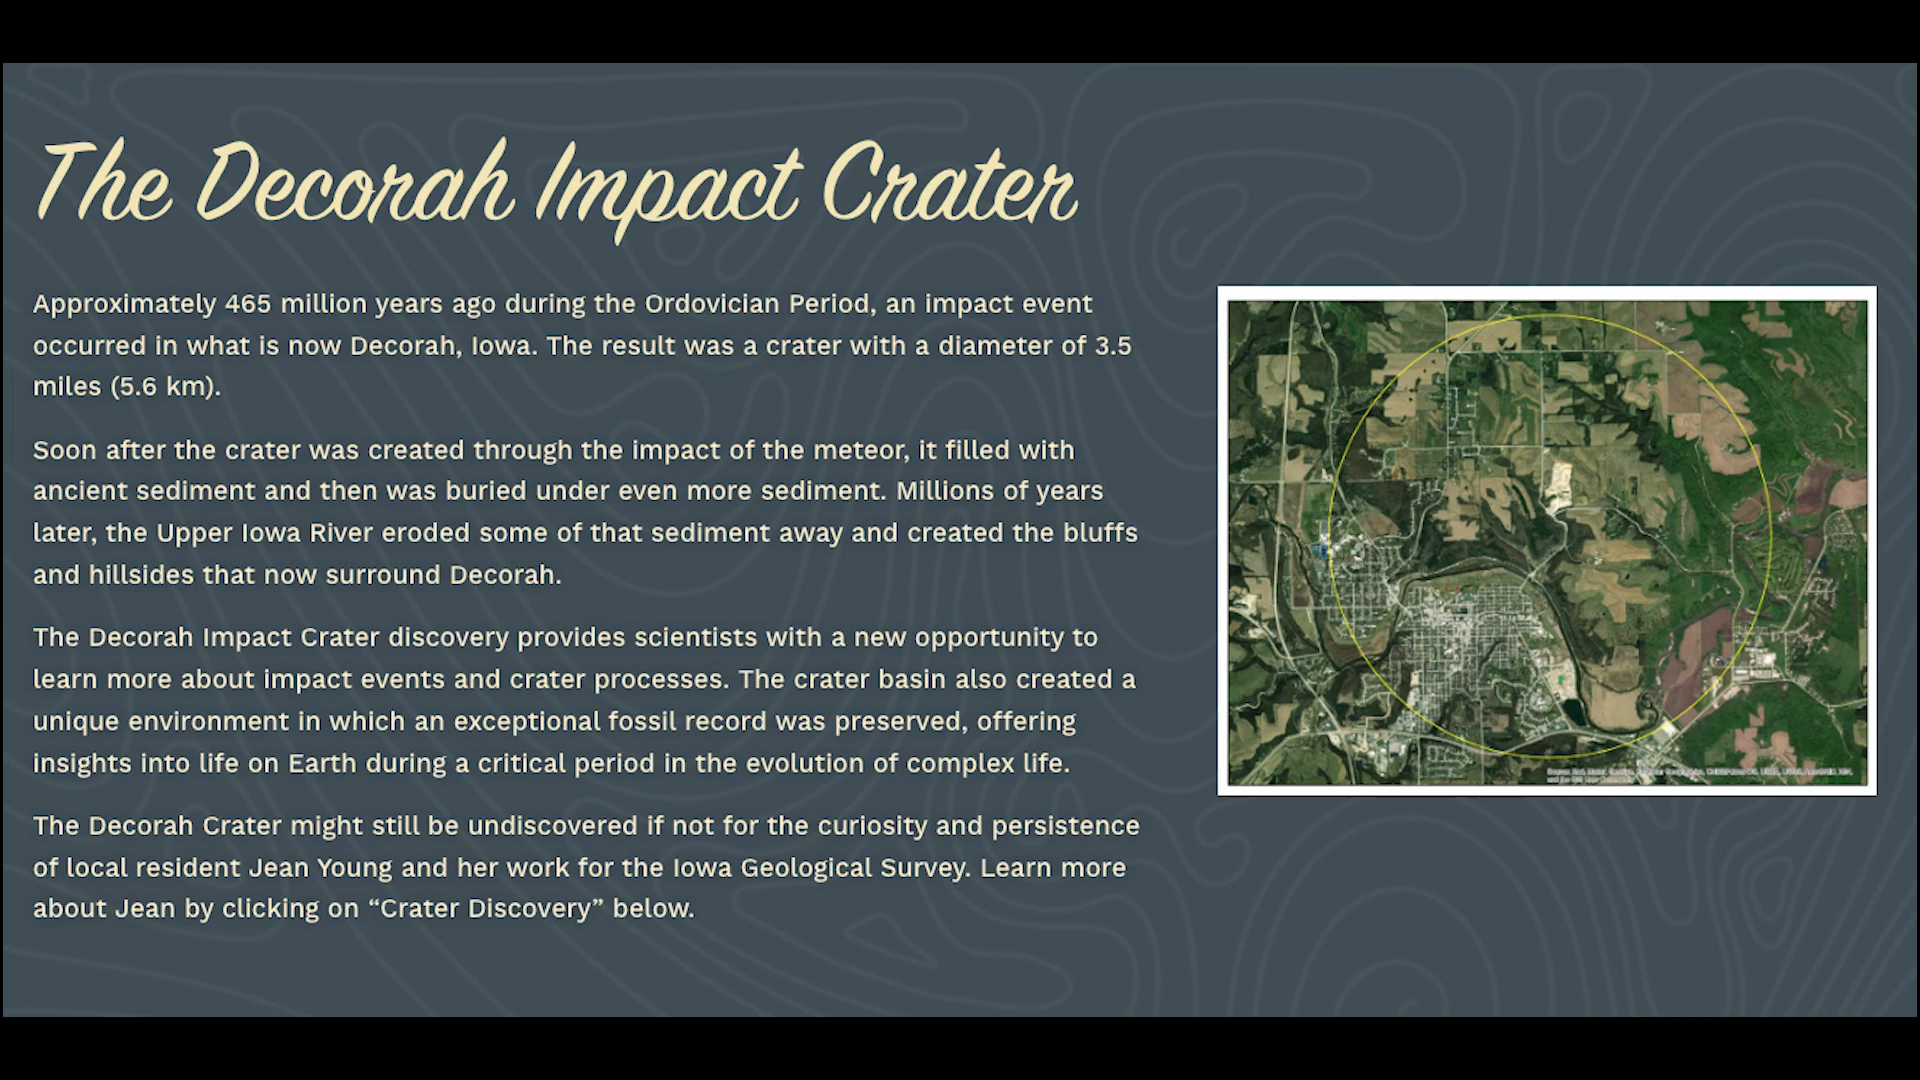 The Decorah Impact Crater
Approximately 465 million years ago during the Ordovician Period, an impact event
occurred in what is now Decorah, Iowa. The result was a crater with a diameter of 3.5
miles (5.6 km).
Soon after the crater was created through the impact of the meteor, it filled with
ancient sediment and then was buried under even more sediment. Millions of years
later, the Upper Iowa River eroded some of that sediment away and created the bluffs
and hillsides that now surround Decorah.
The Decorah Impact Crater discovery provides scientists with a new opportunity to
learn more about impact events and crater processes. The crater basin also created a
unique environment in which an exceptional fossil record was preserved, offering
insights into life on Earth during a critical period in the evolution of complex life.
The Decorah Crater might still be undiscovered if not for the curiosity and persistence
of local resident Jean Young and her work for the Iowa Geological Survey. Learn more
about Jean by clicking on “Crater Discovery” below.